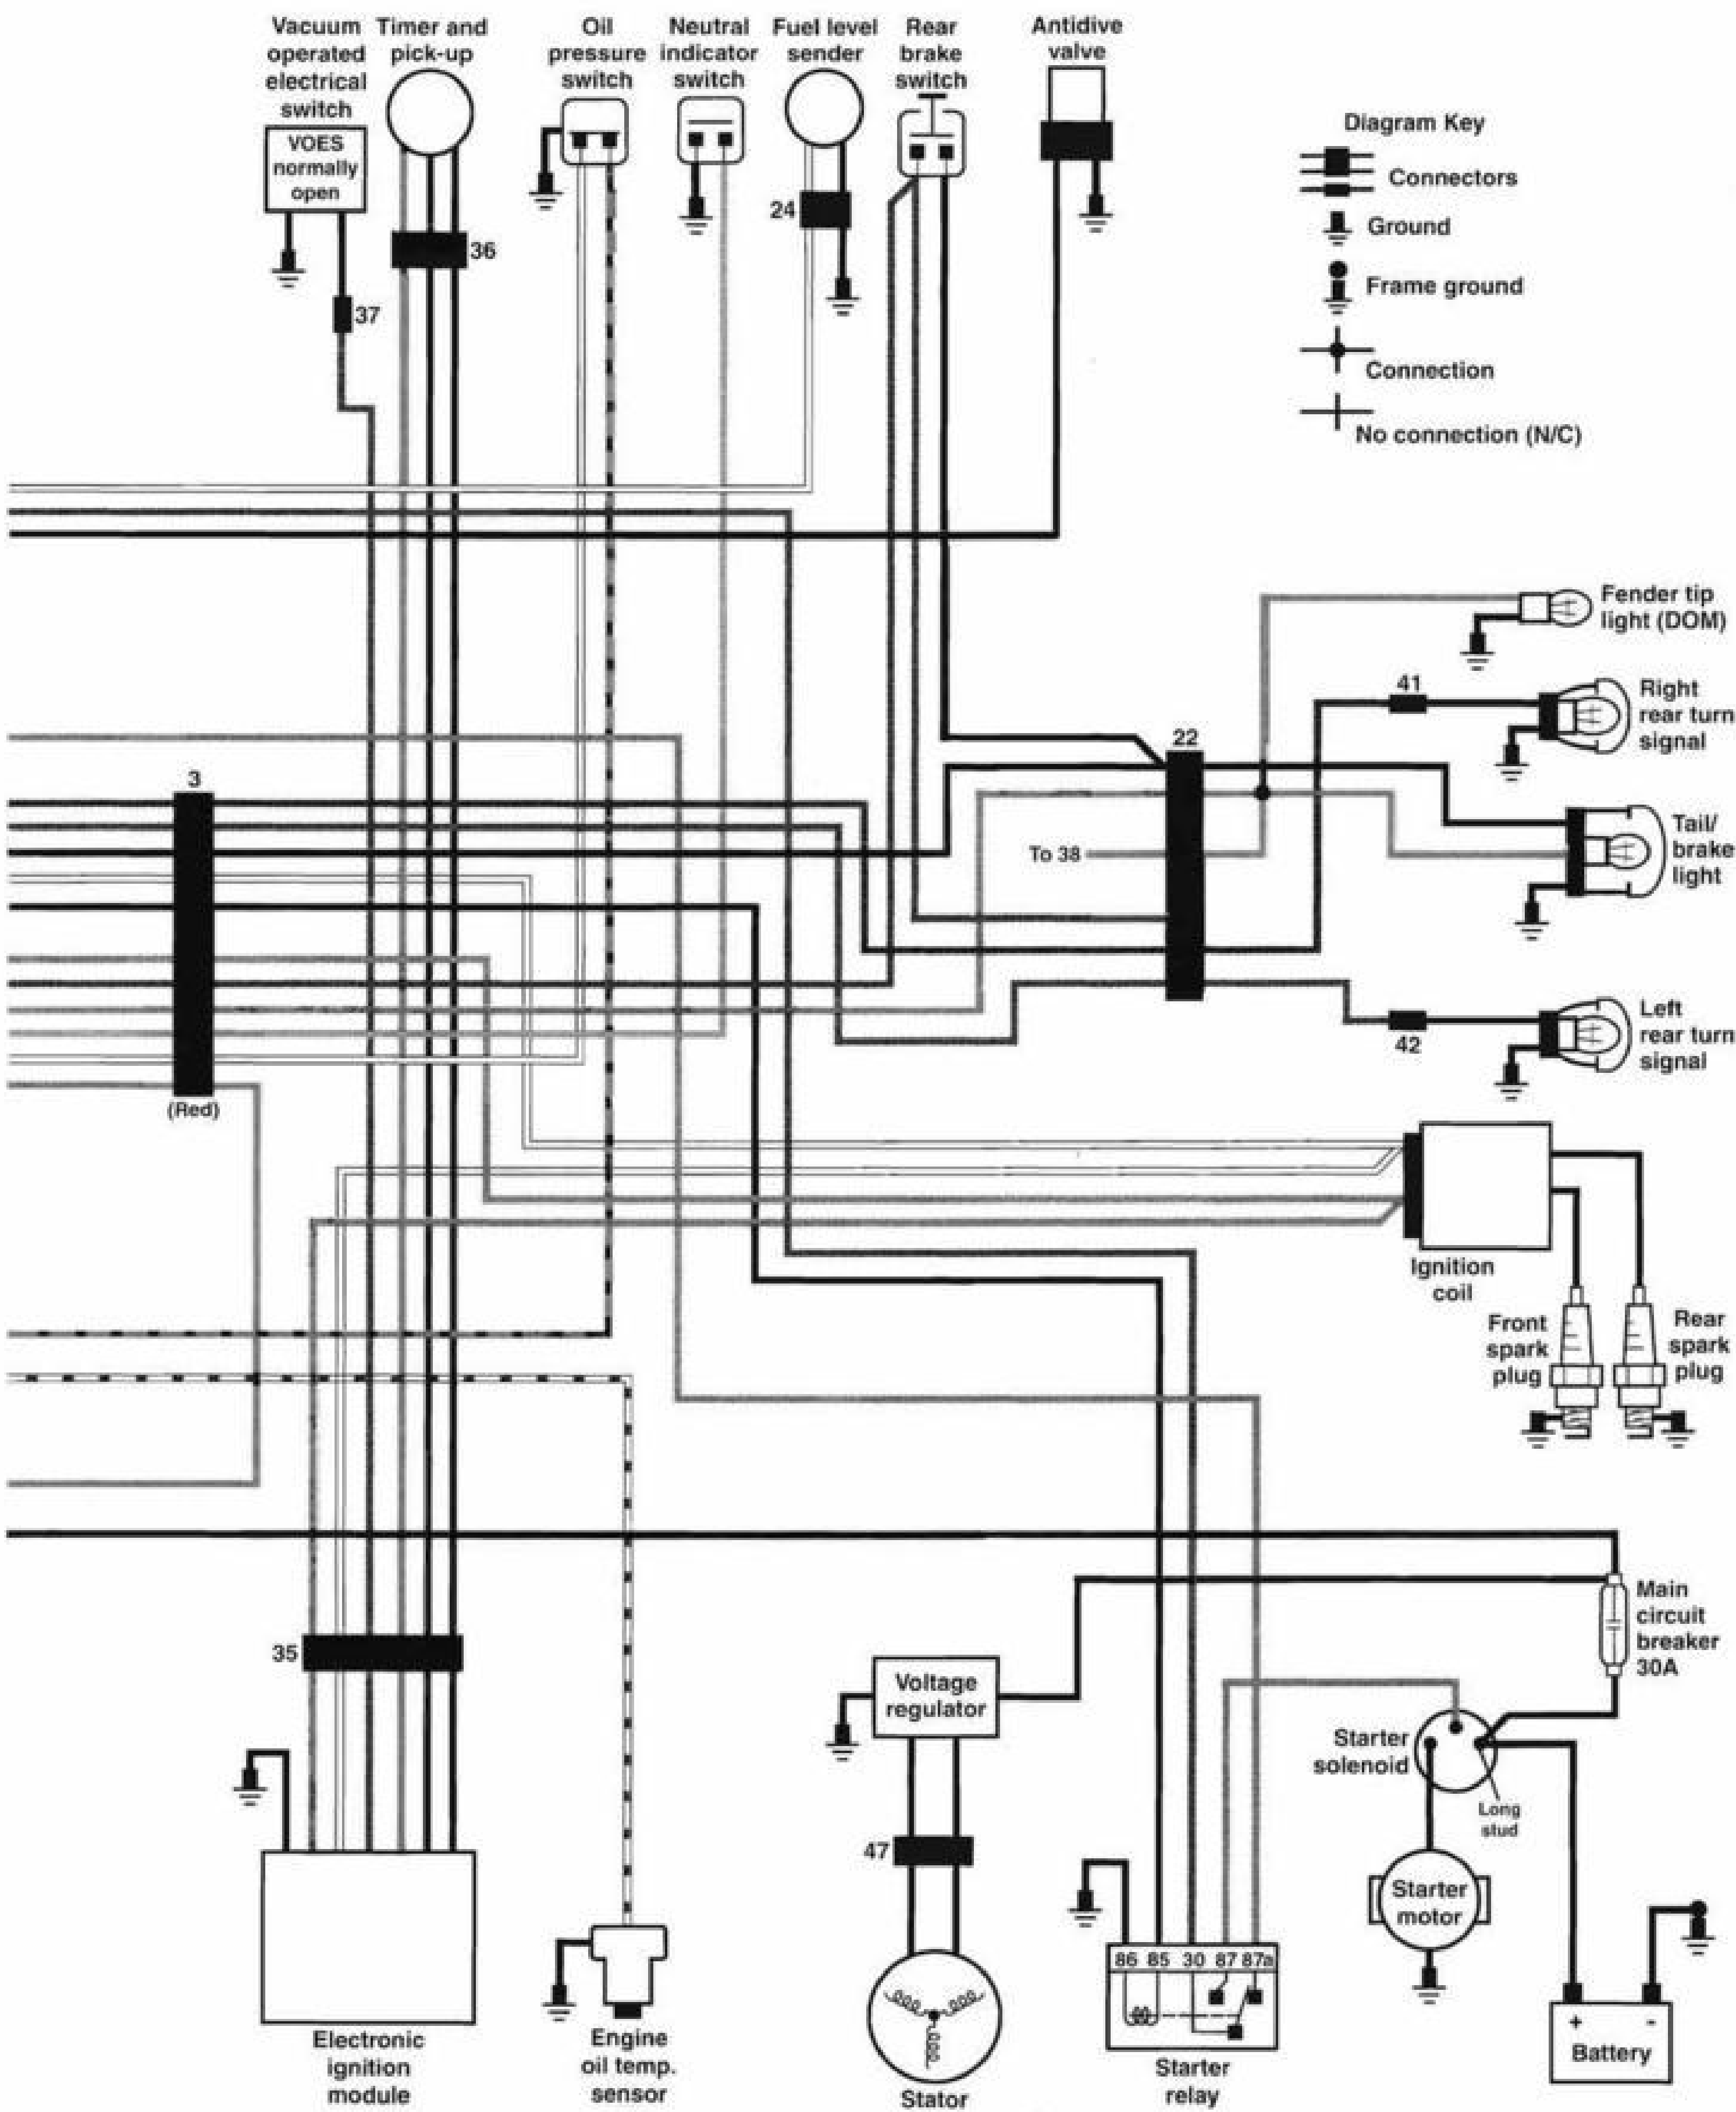 Vacuum
operated
electrical
switch
Timer and
pick-up
Oil
pressure
switch
Neutral
indicator
switch
Fuel level
sender
Rear
brake
switch
Antidive
valve
VOES
normally
open
Diagram Key
Connectors
Ground
Frame ground
Connection
No connection (N/C)
24
36
37
Fender tip
light (DOM)
41
Right
rear turn
signal
22
3
To 38
Tail/
brake
light
42
Left
rear turn
signal
(Red)
Ignition
coil
Front
spark
plug
Rear
spark
plug
Main
circuit
breaker
30A
35
Voltage
regulator
Starter
solenoid
Long
stud
47
Starter
motor
86 85 30 87 87a
+ -
Battery
Electronic
ignition
module
Engine
oil temp.
sensor
Stator
Starter
relay